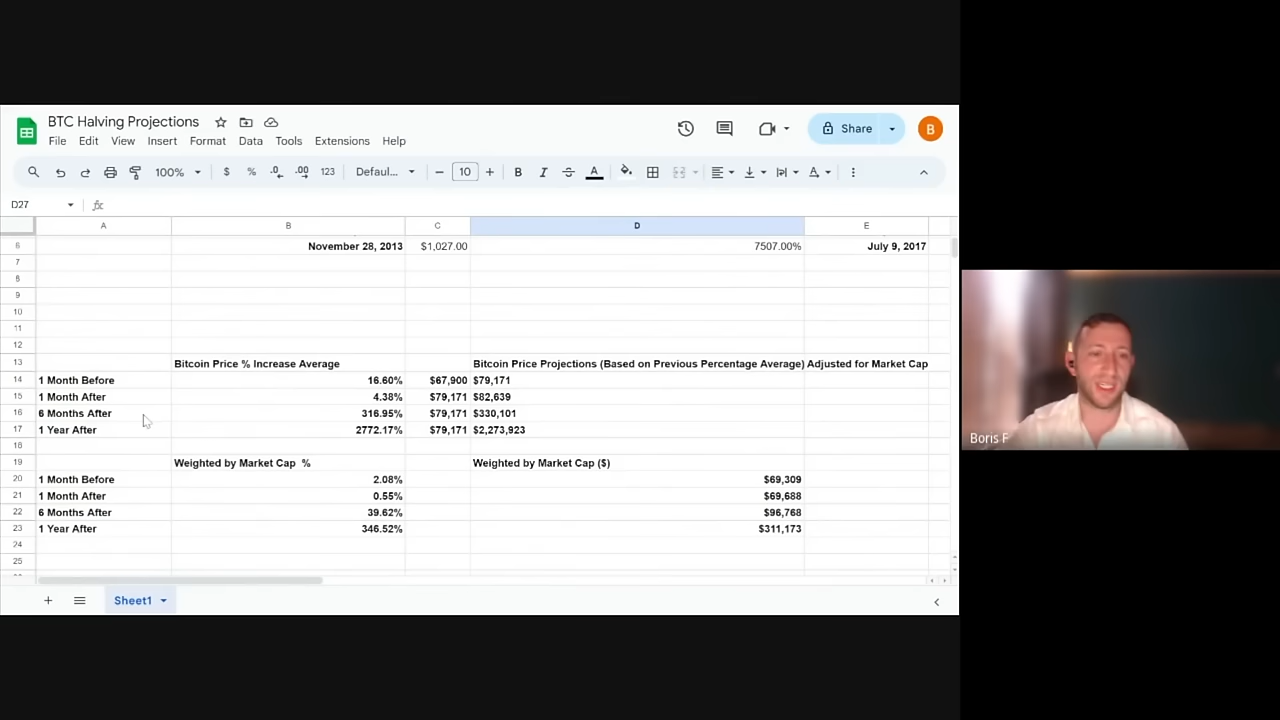 BTC Halving Projections
File Edit View Insert Format Data Tools Extensions Help
Share
B
100% $ % .0 .00 123 Defaul... 10 B I A
D27 fx
A B C D E
6 November 28, 2013 $1,027.00 7507.00% July 9, 2017
7
8
9
10
11
12
13 Bitcoin Price % Increase Average Bitcoin Price Projections (Based on Previous Percentage Average) Adjusted for Market Cap
14 1 Month Before 16.60% $67,900 $79,171
15 1 Month After 4.38% $79,171 $82,639
16 6 Months After 316.95% $79,171 $330,101
17 1 Year After 2772.17% $79,171 $2,273,923
18
19 Weighted by Market Cap % Weighted by Market Cap ($)
20 1 Month Before 2.08% $69,309
21 1 Month After 0.55% $69,688
22 6 Months After 39.62% $96,768
23 1 Year After 346.52% $311,173
24
25
Sheet1
Boris F